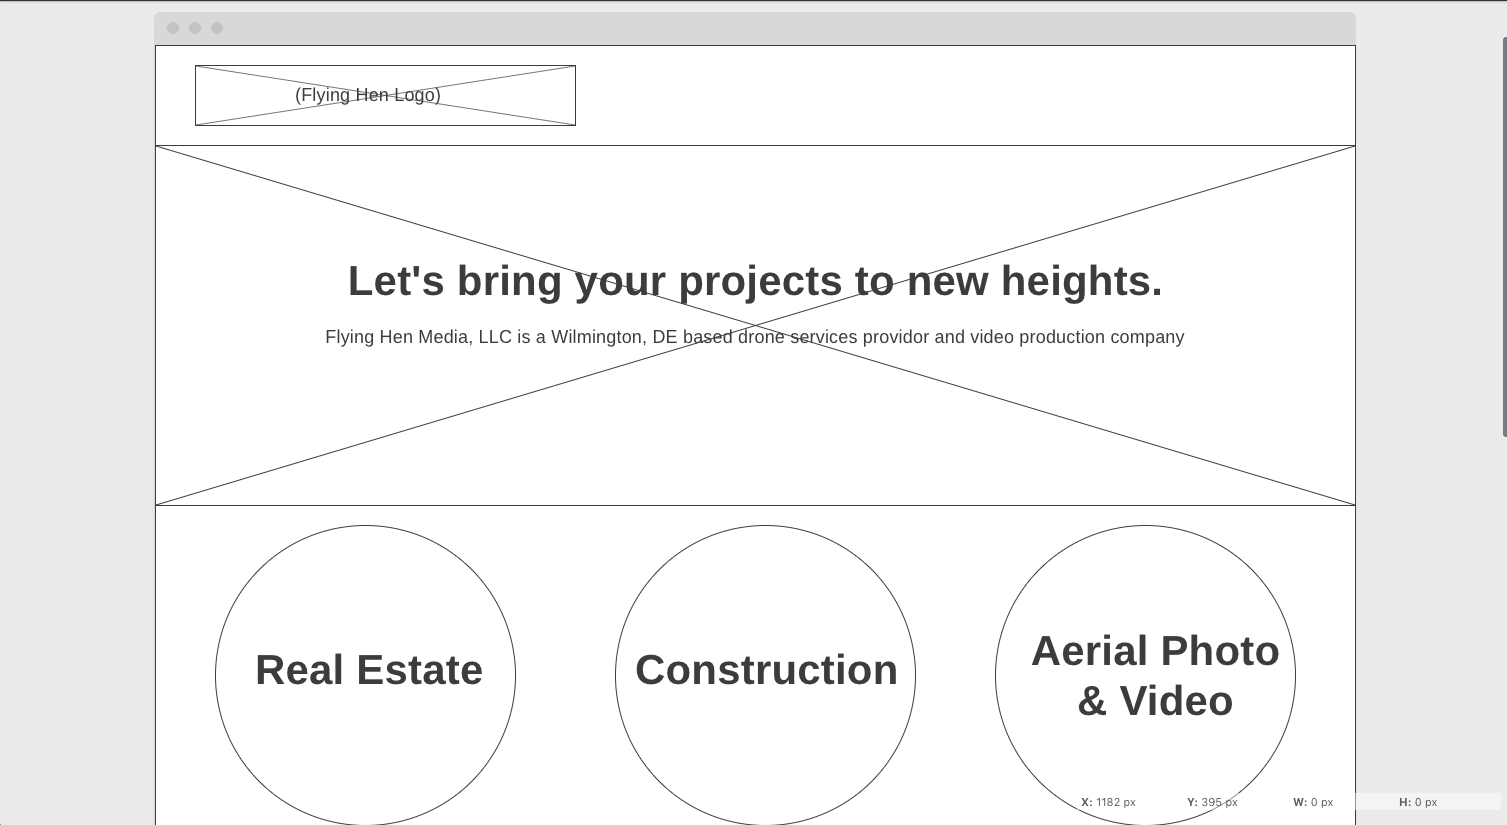 (Flying Hen Logo)
Let's bring your projects to new heights.
Flying Hen Media, LLC is a Wilmington, DE based drone services providor and video production company
Real Estate
Construction
Aerial Photo
& Video
X: 1182 px Y: 395 px W: 0 px H: 0 px